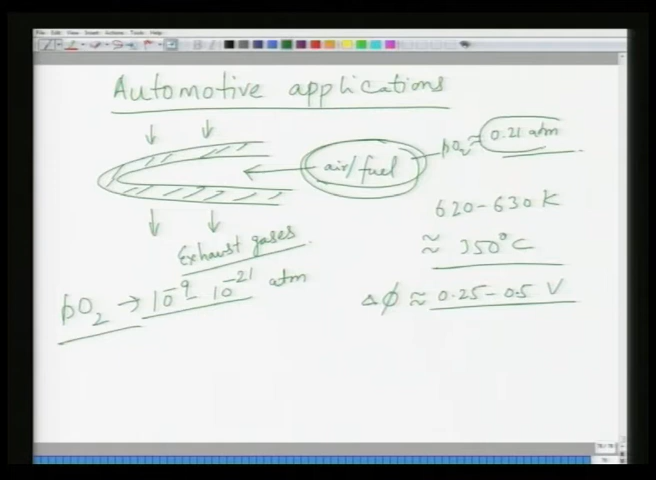 Automotive applications
air/fuel
pO2 ≈ 0.21 atm
620-630 K
≈ 350°C
Exhaust gases
pO2 → 10^-9 - 10^-21 atm
Δϕ ≈ 0.25-0.5 V